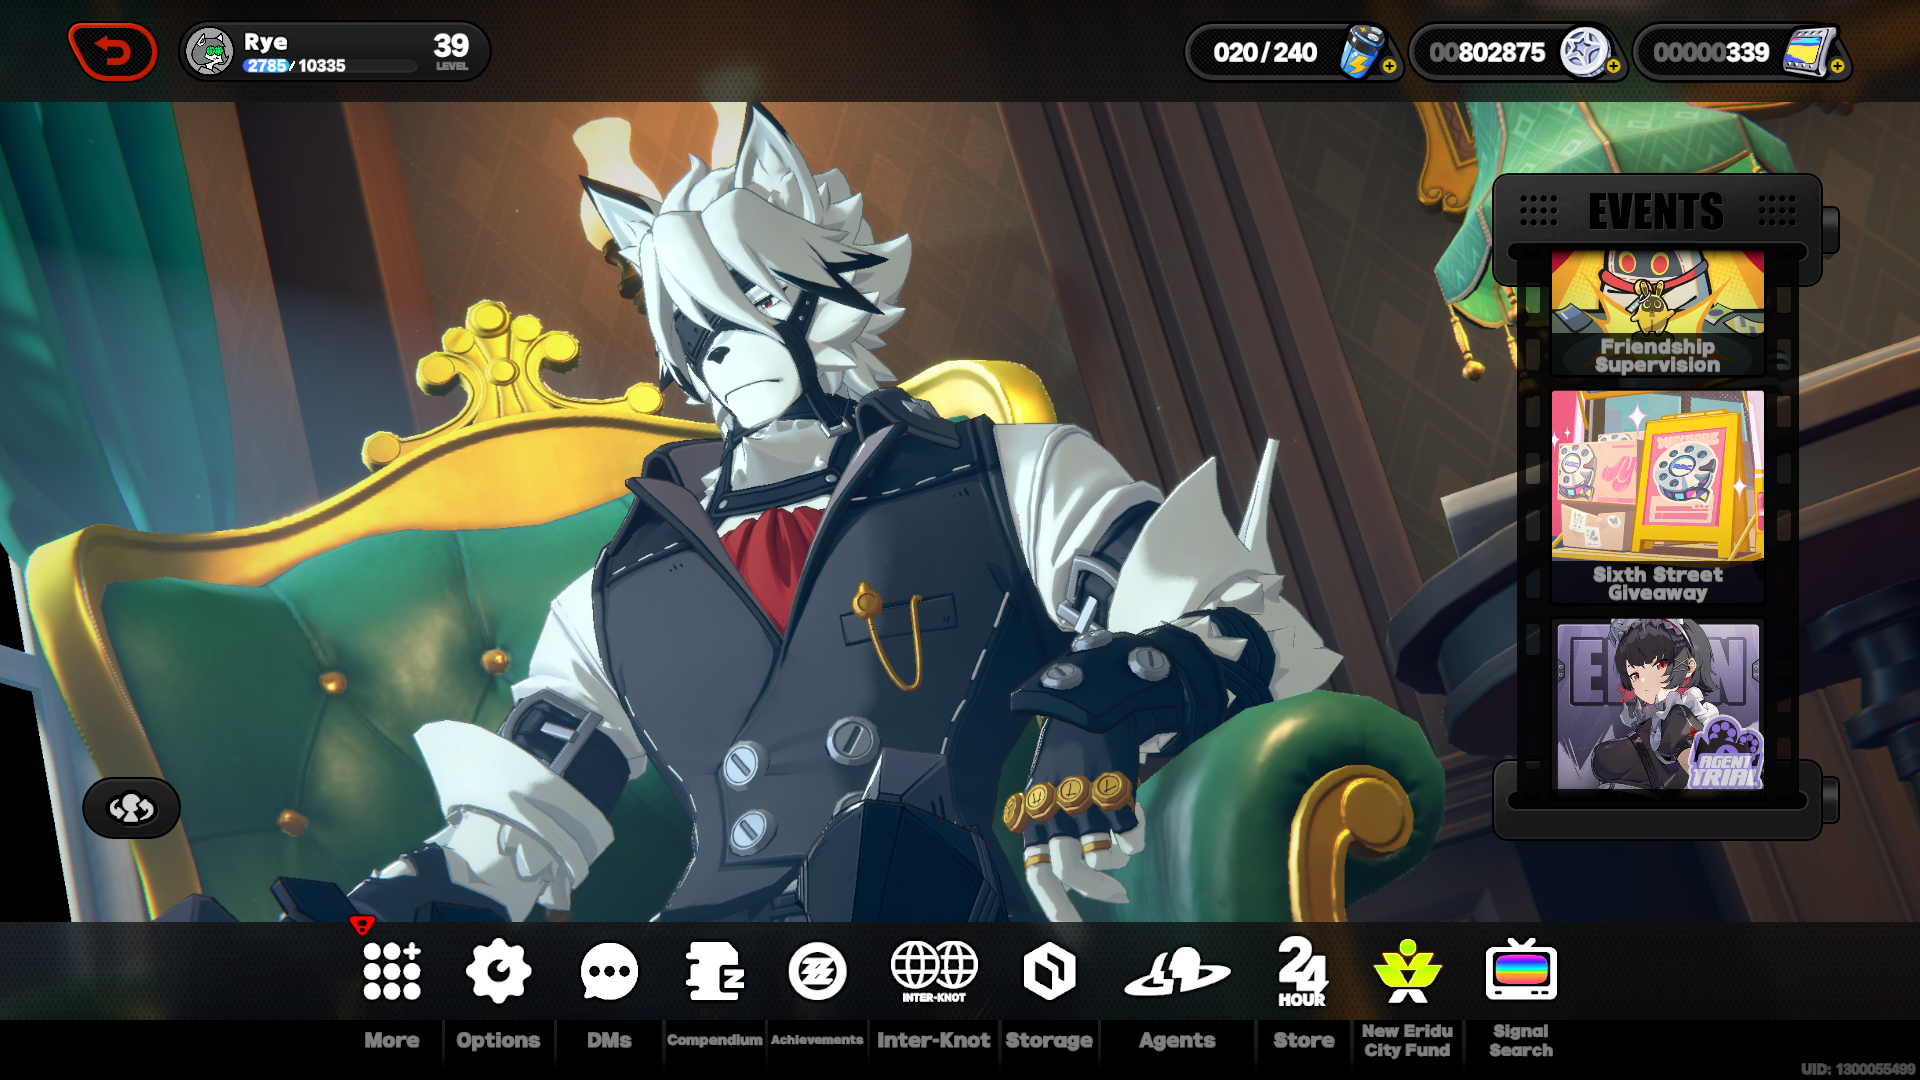 Rye
39
2785 / 10335
LEVEL
020/240
00802875
00000339
EVENTS
Friendship
Supervision
Sixth Street
Giveaway
AGENT
TRIAL
INTER-KNOT
24
HOUR
More
Options
DMs
Compendium
Achievements
Inter-Knot
Storage
Agents
Store
New Eridu
City Fund
Signal
Search
UID: 1300055499